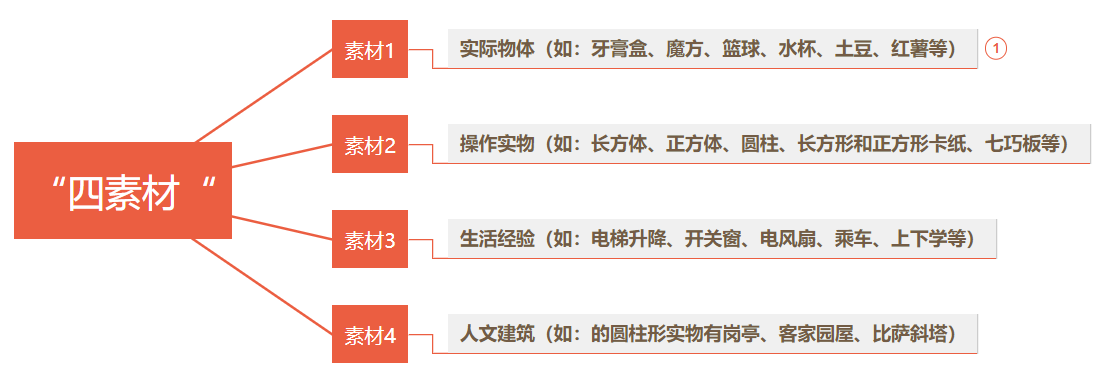 “四素材“
素材1
实际物体（如：牙膏盒、魔方、篮球、水杯、土豆、红薯等）
1
素材2
操作实物（如：长方体、正方体、圆柱、长方形和正方形卡纸、七巧板等）
素材3
生活经验（如：电梯升降、开关窗、电风扇、乘车、上下学等）
素材4
人文建筑（如：的圆柱形实物有岗亭、客家园屋、比萨斜塔）